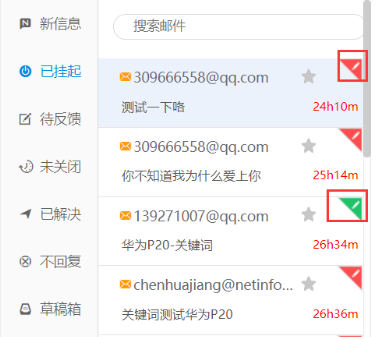 新信息
已挂起
待反馈
未关闭
已解决
不回复
草稿箱
搜索邮件
309666558@qq.com
测试一下咯
24h10m
309666558@qq.com
你不知道我为什么爱上你
25h14m
139271007@qq.com
华为P20-关键词
26h34m
chenhuajiang@netinfo...
关键词测试华为P20
26h36m